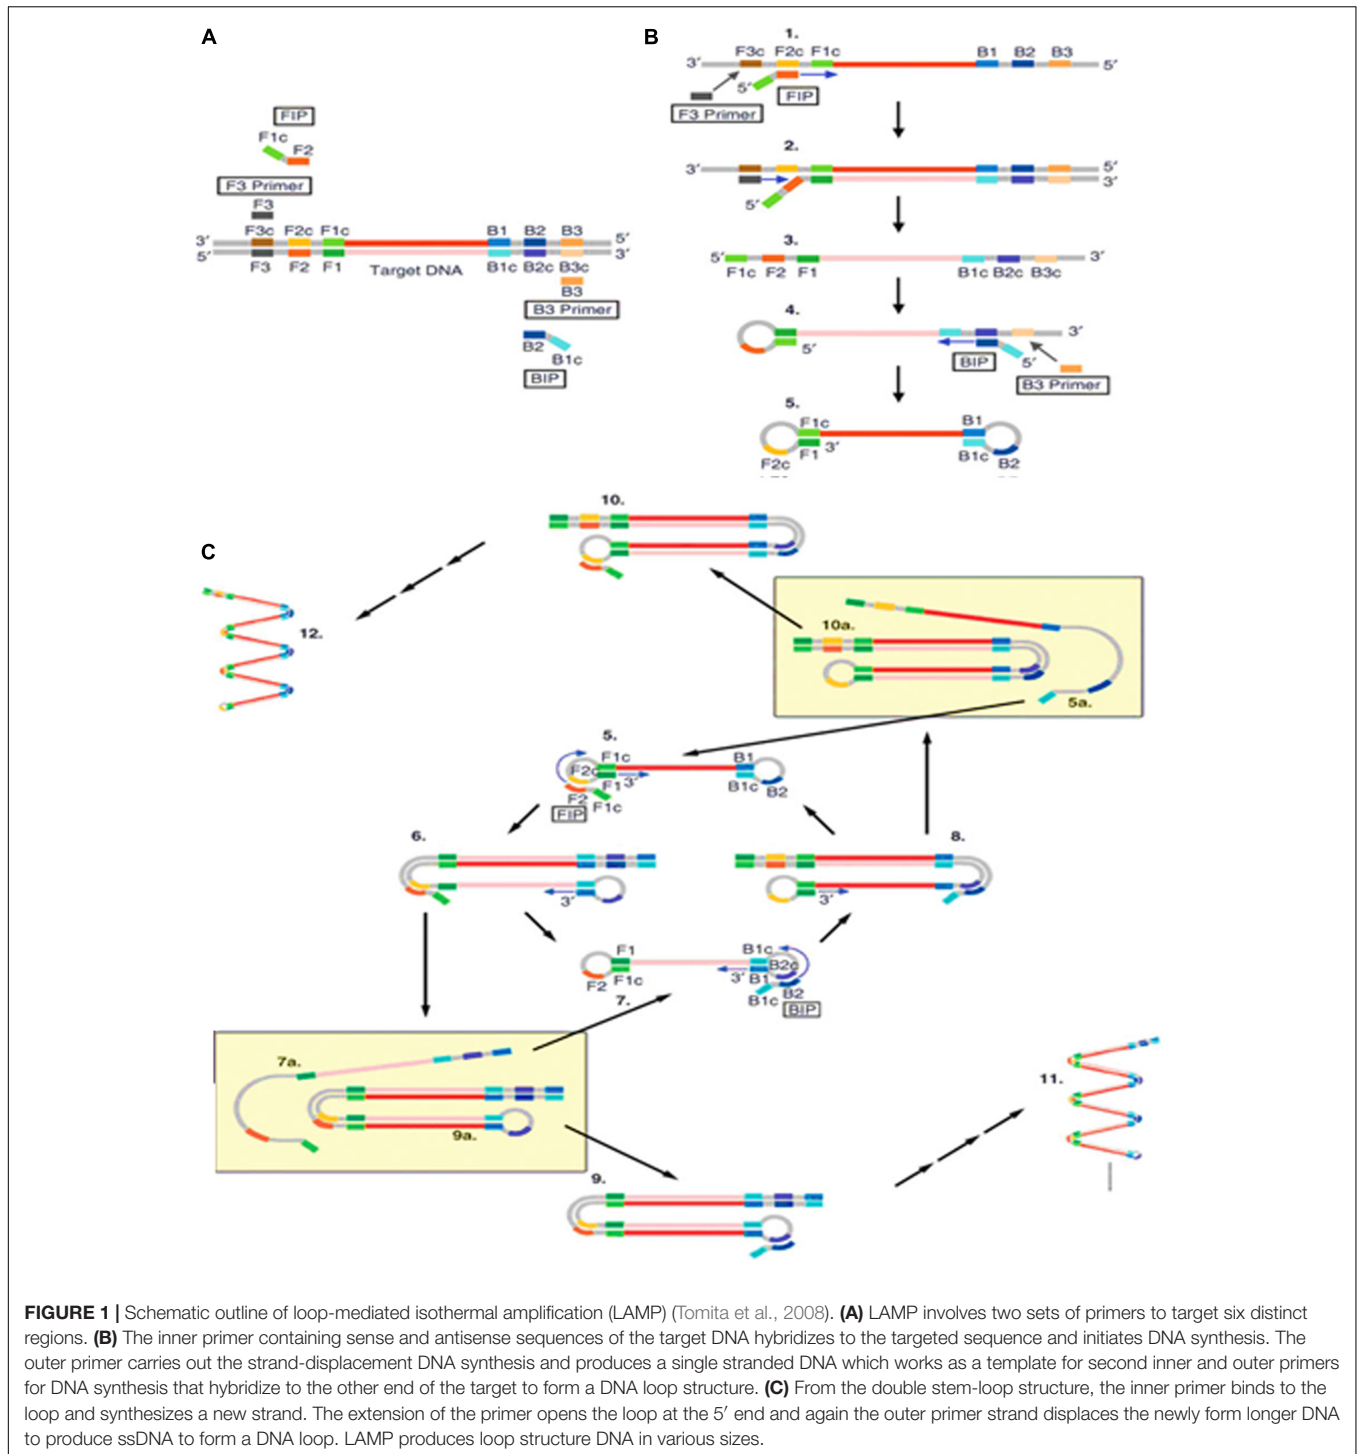 A
FIP
F1c
F2
F3 Primer
F3
F3c F2c F1c B1 B2 B3
3′ 5′
5′ 3′
F3 F2 F1 Target DNA B1c B2c B3c
B3
B3 Primer
B2
B1c
BIP
B
1.
F3c F2c F1c B1 B2 B3
3′ 5′
5′
FIP
F3 Primer
2.
3′ 5′
3′
5′
3.
5′ 3′
F1c F2 F1 B1c B2c B3c
4.
3′
5′
BIP 5′
B3 Primer
5.
F1c B1
F1 3′ B1c
F2c B2
C
10.
12.
10a.
5a.
5.
F1c B1
F2c
F1 3′ B1c B2
F2 F1c
FIP
6. 8.
3′ 3′
F1 B1c
B2c
F2 F1c 3′ B1
7. B1c B2
BIP
7a.
9a.
11.
9.
FIGURE 1 | Schematic outline of loop-mediated isothermal amplification (LAMP) (Tomita et al., 2008). (A) LAMP involves two sets of primers to target six distinct
regions. (B) The inner primer containing sense and antisense sequences of the target DNA hybridizes to the targeted sequence and initiates DNA synthesis. The
outer primer carries out the strand-displacement DNA synthesis and produces a single stranded DNA which works as a template for second inner and outer primers
for DNA synthesis that hybridize to the other end of the target to form a DNA loop structure. (C) From the double stem-loop structure, the inner primer binds to the
loop and synthesizes a new strand. The extension of the primer opens the loop at the 5′ end and again the outer primer strand displaces the newly form longer DNA
to produce ssDNA to form a DNA loop. LAMP produces loop structure DNA in various sizes.